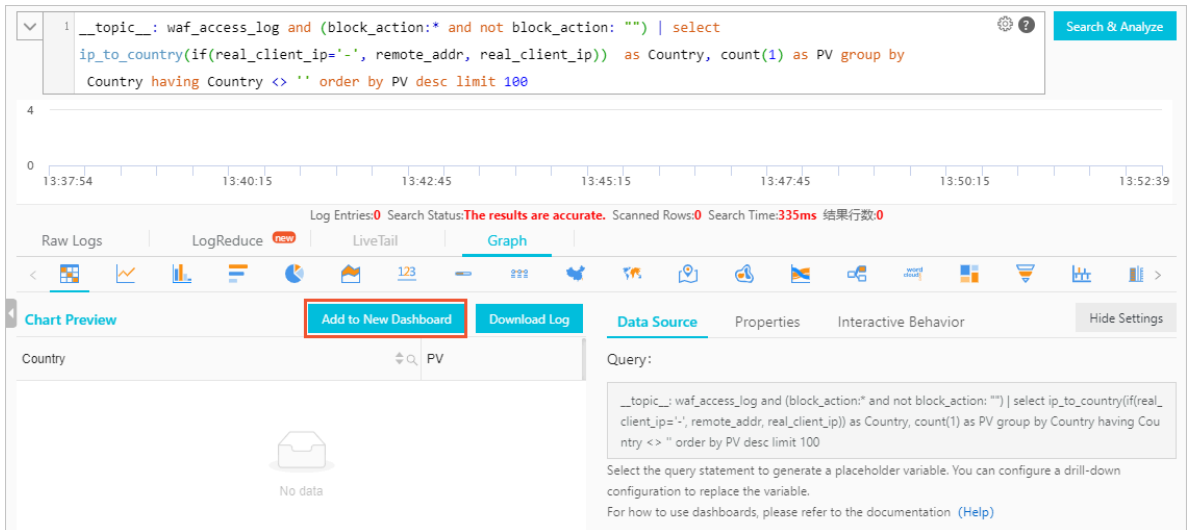 1 __topic__: waf_access_log and (block_action:* and not block_action: "") | select
ip_to_country(if(real_client_ip='-', remote_addr, real_client_ip))  as Country, count(1) as PV group by
Country having Country <> '' order by PV desc limit 100
? Search & Analyze
4
0
13:37:54 13:40:15 13:42:45 13:45:15 13:47:45 13:50:15 13:52:39
Log Entries:0 Search Status:The results are accurate. Scanned Rows:0 Search Time:335ms 结果行数:0
Raw Logs LogReduce new LiveTail Graph
< 123 word cloud >
Chart Preview Add to New Dashboard Download Log Data Source Properties Interactive Behavior Hide Settings
Country PV
Query:
__topic__: waf_access_log and (block_action:* and not block_action: "") | select ip_to_country(if(real_
client_ip='-', remote_addr, real_client_ip)) as Country, count(1) as PV group by Country having Cou
ntry <> '' order by PV desc limit 100
No data
Select the query statement to generate a placeholder variable. You can configure a drill-down
configuration to replace the variable.
For how to use dashboards, please refer to the documentation (Help)